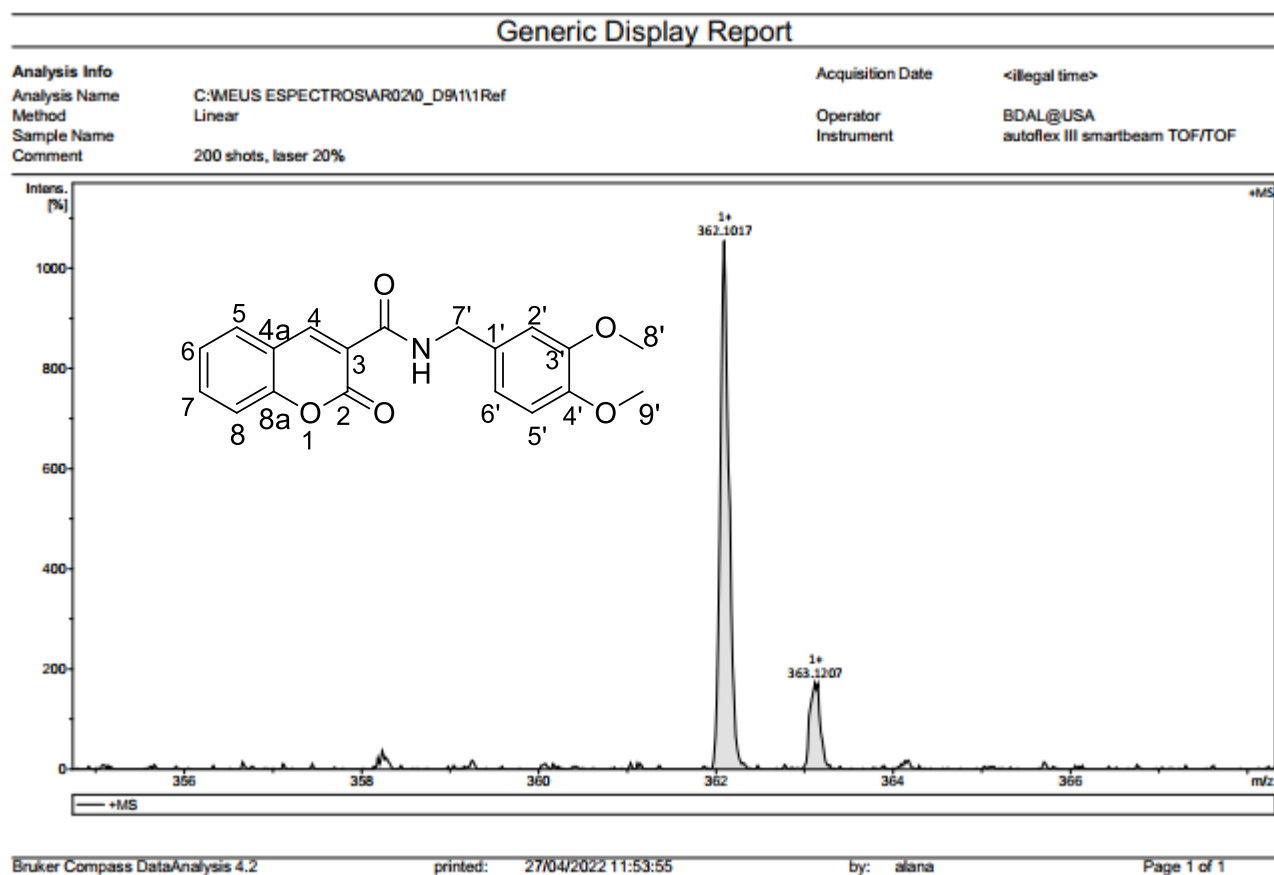 Generic Display Report
Analysis Info
Acquisition Date <illegal time>
Analysis Name C:\MEUS ESPECTROS\AR02\0_D9\1\1Ref
Method Linear
Operator BDAL@USA
Sample Name
Instrument autoflex III smartbeam TOF/TOF
Comment 200 shots, laser 20%
Intens.
[%]
+MS
1+
362.1017
1000
O
5 4 7' 2' O 8'
4a 1'
6 N 3'
3 H
800
7 8a O 2 O 6' 4' O 9'
8 1 5'
600
400
200
1+
363.1207
0
356 358 360 362 364 366 m/z
+MS
Bruker Compass DataAnalysis 4.2 printed: 27/04/2022 11:53:55 by: alana Page 1 of 1